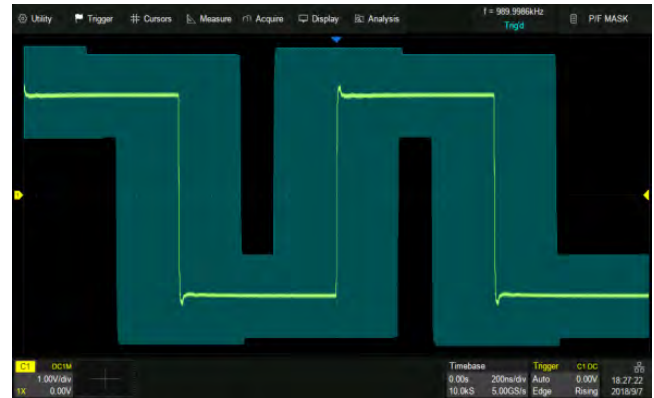 Utility Trigger Cursors Measure Acquire Display Analysis
f = 989.9986kHz
Trig'd
P/F MASK
C1 DC1M
1.00V/div
1X 0.00V
Timebase
0.00s 200ns/div
10.0kS 5.00GS/s
Trigger C1 DC
Auto 0.00V
Edge Rising
18:27:22
2018/9/7